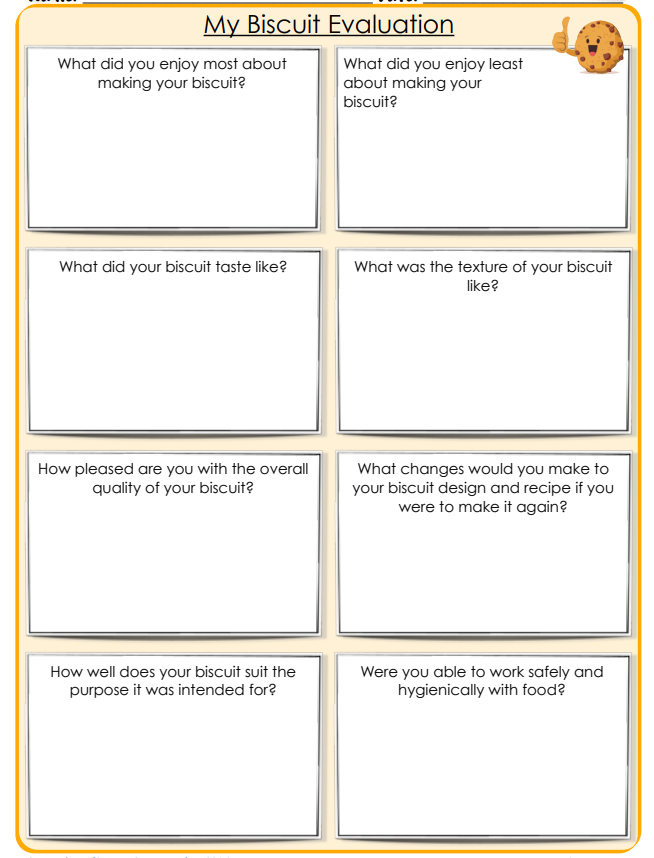 My Biscuit Evaluation
What did you enjoy most about
making your biscuit?
What did you enjoy least
about making your
biscuit?
What did your biscuit taste like?
What was the texture of your biscuit
like?
How pleased are you with the overall
quality of your biscuit?
What changes would you make to
your biscuit design and recipe if you
were to make it again?
How well does your biscuit suit the
purpose it was intended for?
Were you able to work safely and
hygienically with food?